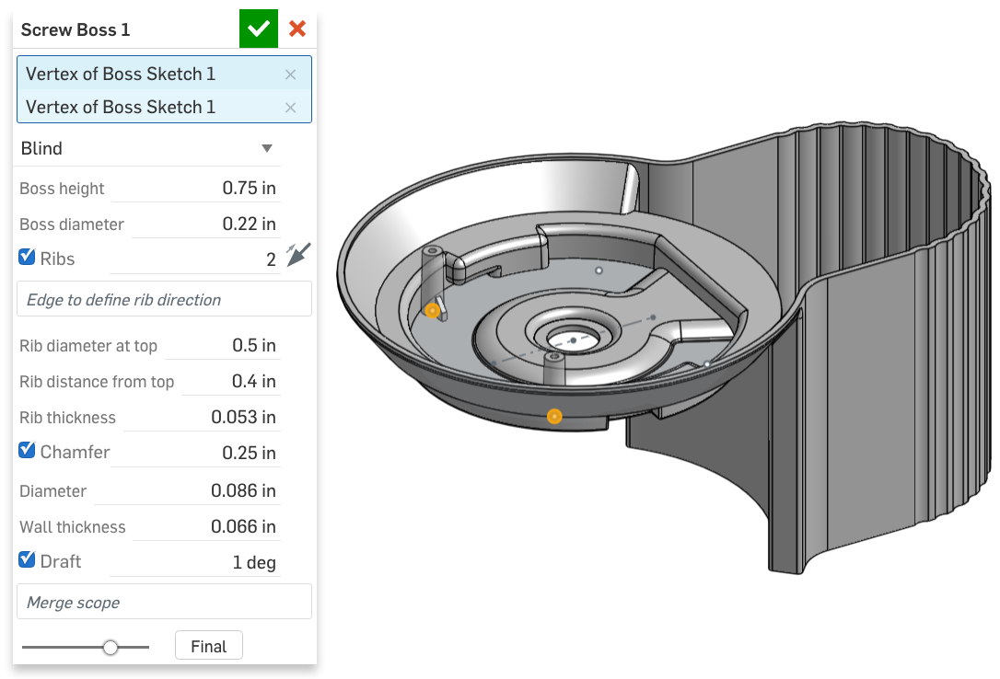 Screw Boss 1
Vertex of Boss Sketch 1
Vertex of Boss Sketch 1
Blind
Boss height 0.75 in
Boss diameter 0.22 in
Ribs 2
Edge to define rib direction
Rib diameter at top 0.5 in
Rib distance from top 0.4 in
Rib thickness 0.053 in
Chamfer 0.25 in
Diameter 0.086 in
Wall thickness 0.066 in
Draft 1 deg
Merge scope
Final